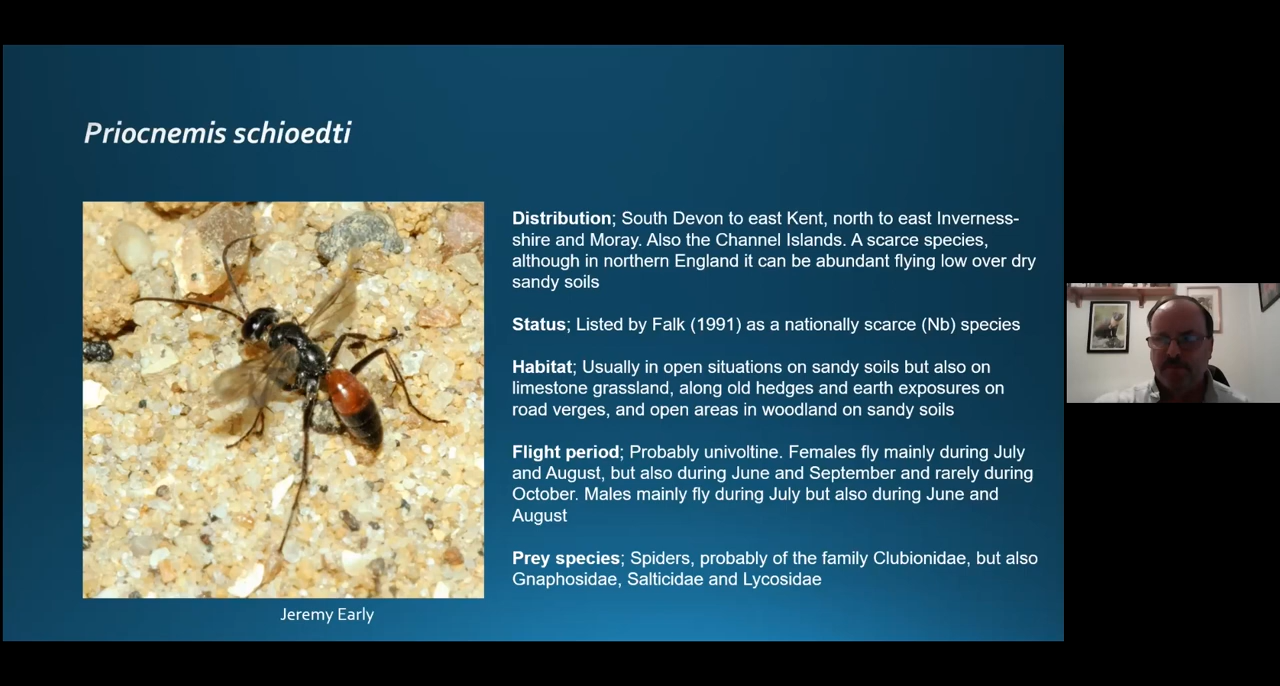 Priocnemis schioedti
Distribution; South Devon to east Kent, north to east Inverness-
shire and Moray. Also the Channel Islands. A scarce species,
although in northern England it can be abundant flying low over dry
sandy soils
Status; Listed by Falk (1991) as a nationally scarce (Nb) species
Habitat; Usually in open situations on sandy soils but also on
limestone grassland, along old hedges and earth exposures on
road verges, and open areas in woodland on sandy soils
Flight period; Probably univoltine. Females fly mainly during July
and August, but also during June and September and rarely during
October. Males mainly fly during July but also during June and
August
Prey species; Spiders, probably of the family Clubionidae, but also
Gnaphosidae, Salticidae and Lycosidae
Jeremy Early